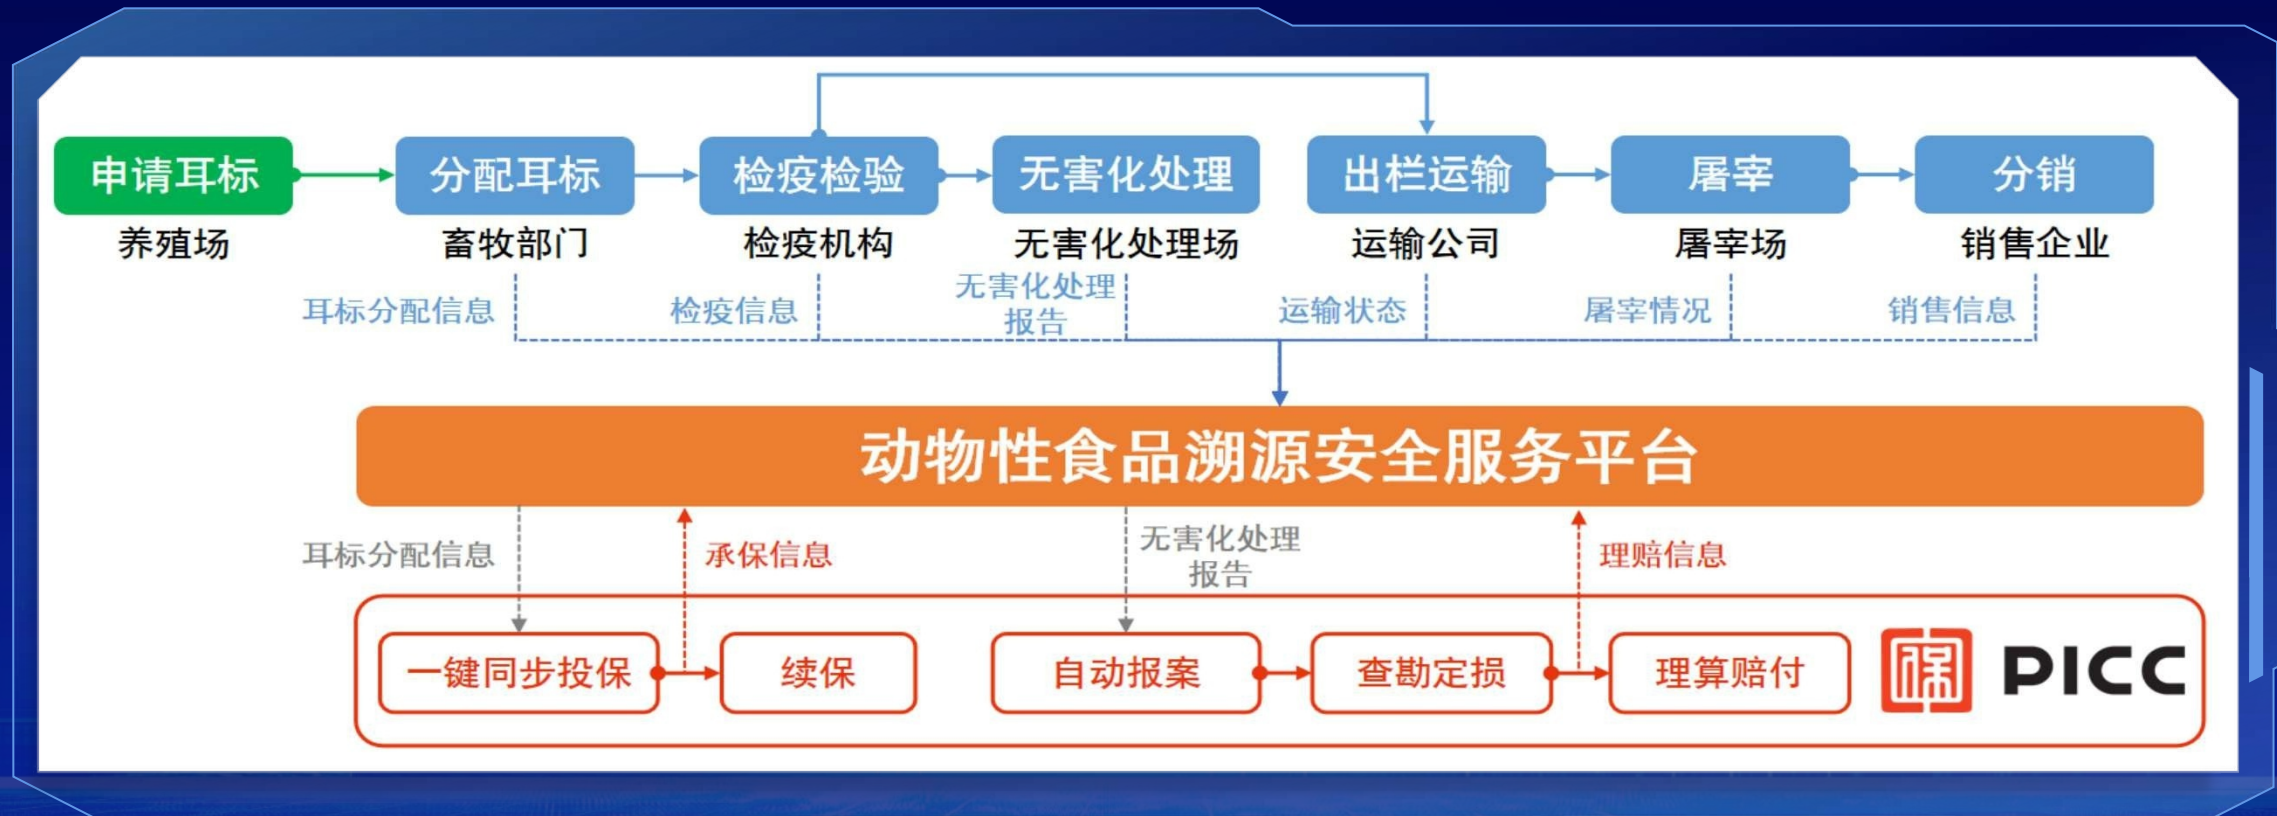 申请耳标
分配耳标
检疫检验
无害化处理
出栏运输
屠宰
分销
养殖场
畜牧部门
检疫机构
无害化处理场
运输公司
屠宰场
销售企业
耳标分配信息
检疫信息
无害化处理
报告
运输状态
屠宰情况
销售信息
动物性食品溯源安全服务平台
耳标分配信息
承保信息
无害化处理
报告
理赔信息
一键同步投保
续保
自动报案
查勘定损
理算赔付
PICC